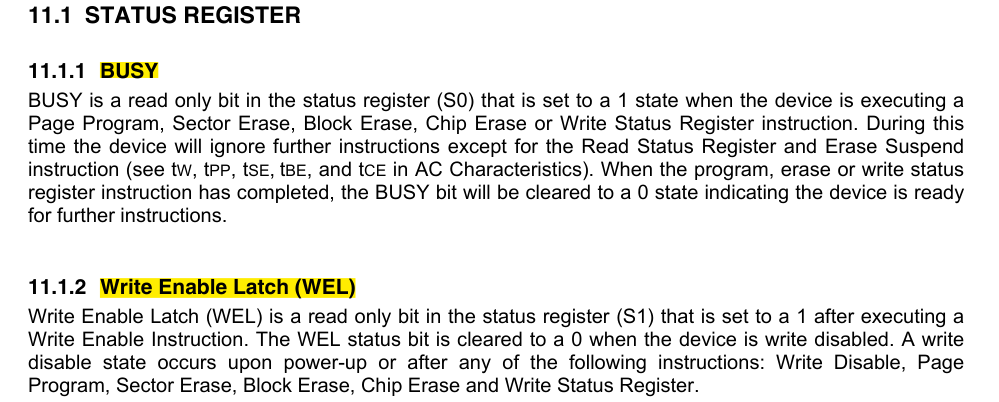 11.1 STATUS REGISTER
11.1.1 BUSY
BUSY is a read only bit in the status register (S0) that is set to a 1 state when the device is executing a
Page Program, Sector Erase, Block Erase, Chip Erase or Write Status Register instruction. During this
time the device will ignore further instructions except for the Read Status Register and Erase Suspend
instruction (see tW, tPP, tSE, tBE, and tCE in AC Characteristics). When the program, erase or write status
register instruction has completed, the BUSY bit will be cleared to a 0 state indicating the device is ready
for further instructions.
11.1.2 Write Enable Latch (WEL)
Write Enable Latch (WEL) is a read only bit in the status register (S1) that is set to a 1 after executing a
Write Enable Instruction. The WEL status bit is cleared to a 0 when the device is write disabled. A write
disable state occurs upon power-up or after any of the following instructions: Write Disable, Page
Program, Sector Erase, Block Erase, Chip Erase and Write Status Register.